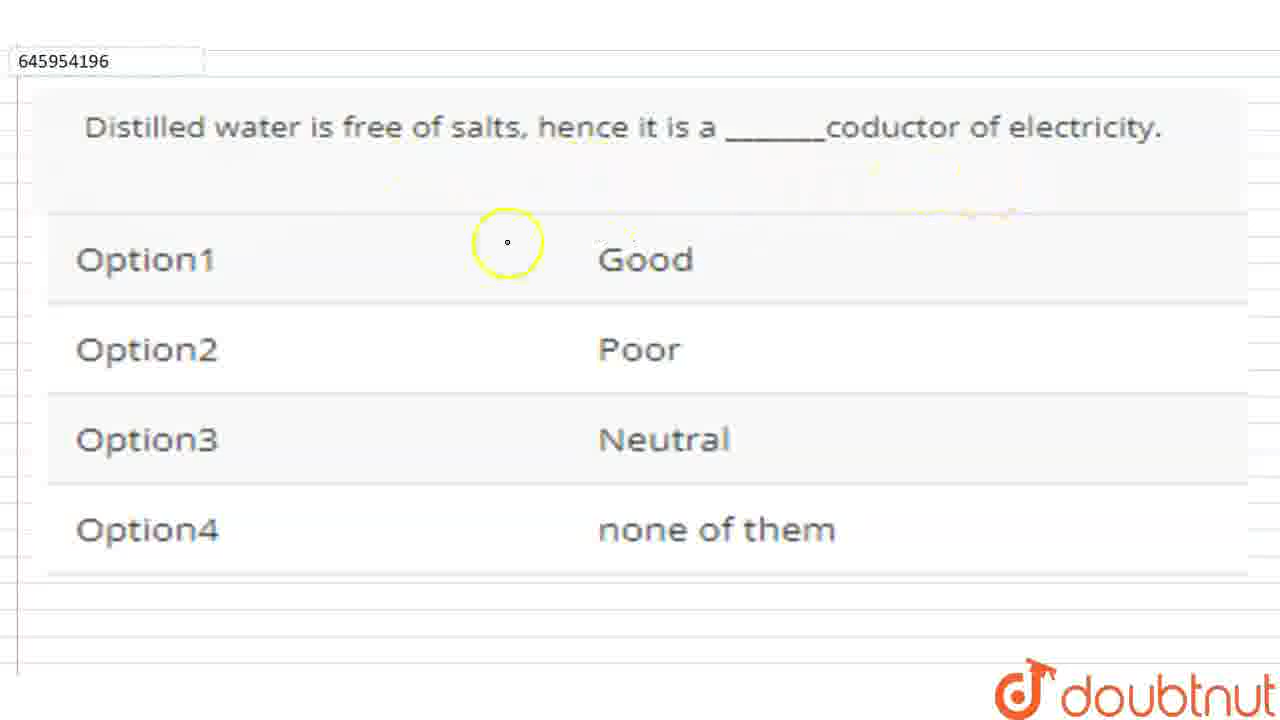 645954196
Distilled water is free of salts, hence it is a _______coductor of electricity.
Option1 Good
Option2 Poor
Option3 Neutral
Option4 none of them
doubtnut